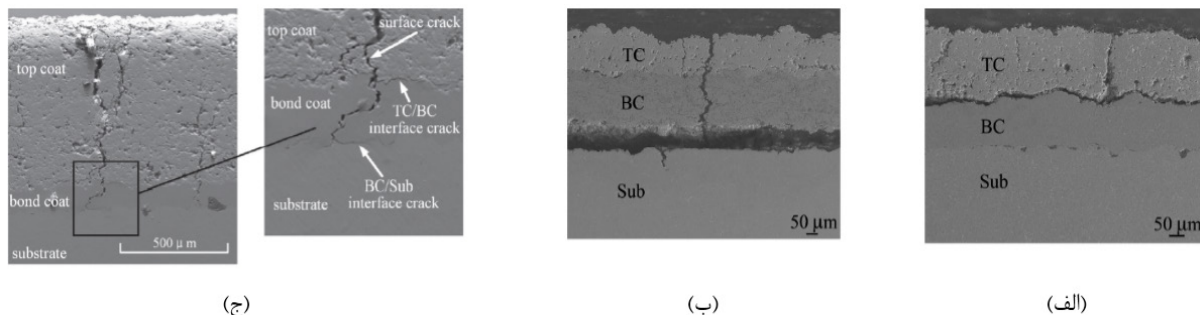 top coat
bond coat
substrate
500 μ m
top coat
surface crack
bond coat
TC/BC
interface crack
BC/Sub
interface crack
substrate
(ج)
TC
BC
Sub
50 μm
(ب)
TC
BC
Sub
50 μm
(الف)